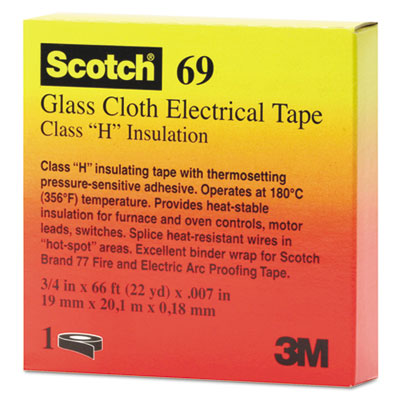 Scotch® 69
Glass Cloth Electrical Tape
Class “H” Insulation
Class “H” insulating tape with thermosetting
pressure-sensitive adhesive. Operates at 180°C
(356°F) temperature. Provides heat-stable
insulation for furnace and oven controls, motor
leads, switches. Splice heat-resistant wires in
“hot-spot” areas. Excellent binder wrap for Scotch
Brand 77 Fire and Electric Arc Proofing Tape.
3/4 in x 66 ft (22 yd) x .007 in
19 mm x 20,1 m x 0,18 mm
1
3M